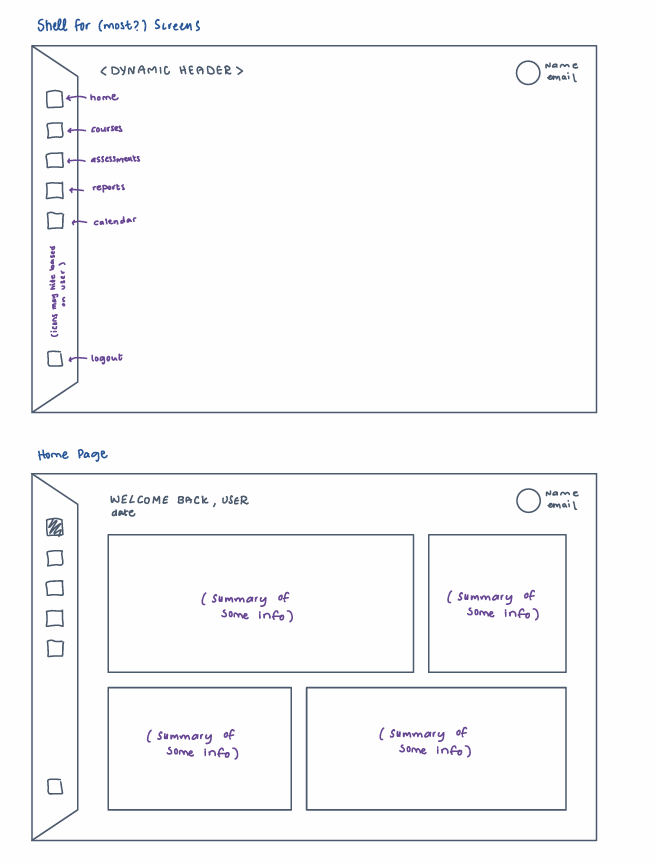 Shell for (most?) Screens
<DYNAMIC HEADER>
Name
email
home
courses
assessments
reports
calendar
(icons may hide based
on user)
logout
Home Page
WELCOME BACK, USER
date
Name
email
(Summary of
some info)
(Summary of
some info)
(Summary of
some info)
(Summary of
some info)